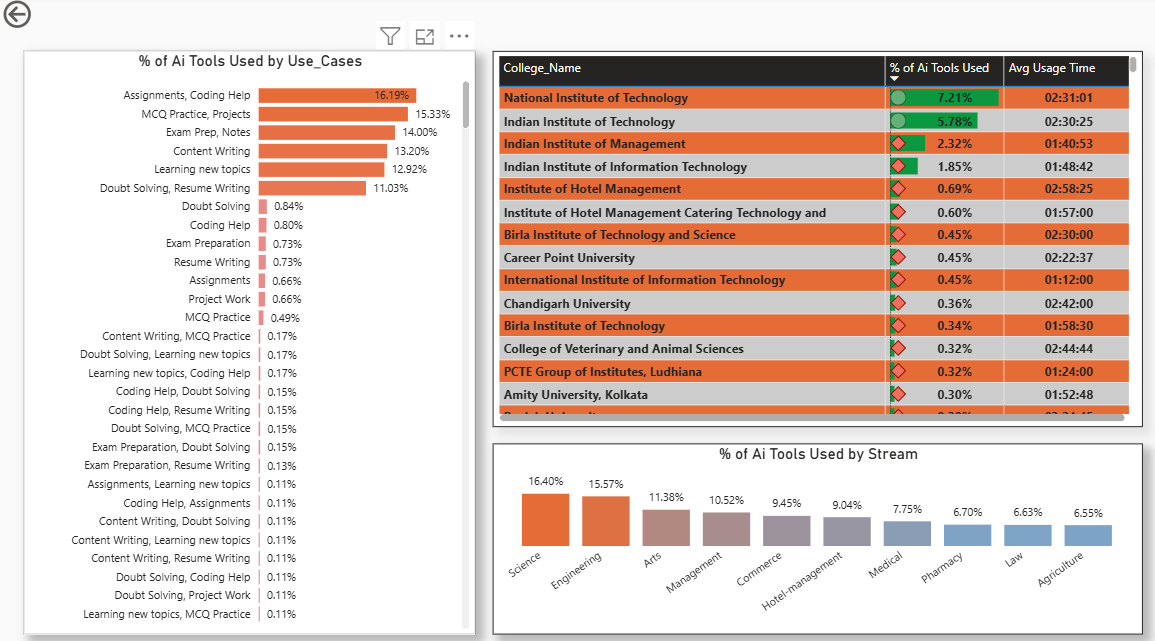 % of Ai Tools Used by Use_Cases
Assignments, Coding Help 16.19%
MCQ Practice, Projects 15.33%
Exam Prep, Notes 14.00%
Content Writing 13.20%
Learning new topics 12.92%
Doubt Solving, Resume Writing 11.03%
Doubt Solving 0.84%
Coding Help 0.80%
Exam Preparation 0.73%
Resume Writing 0.73%
Assignments 0.66%
Project Work 0.66%
MCQ Practice 0.49%
Content Writing, MCQ Practice 0.17%
Doubt Solving, Learning new topics 0.17%
Learning new topics, Coding Help 0.17%
Coding Help, Doubt Solving 0.15%
Coding Help, Resume Writing 0.15%
Doubt Solving, MCQ Practice 0.15%
Exam Preparation, Doubt Solving 0.15%
Exam Preparation, Resume Writing 0.13%
Assignments, Learning new topics 0.11%
Coding Help, Assignments 0.11%
Content Writing, Doubt Solving 0.11%
Content Writing, Learning new topics 0.11%
Content Writing, Resume Writing 0.11%
Doubt Solving, Coding Help 0.11%
Doubt Solving, Project Work 0.11%
Learning new topics, MCQ Practice 0.11%
College_Name % of Ai Tools Used Avg Usage Time
National Institute of Technology 7.21% 02:31:01
Indian Institute of Technology 5.78% 02:30:25
Indian Institute of Management 2.32% 01:40:53
Indian Institute of Information Technology 1.85% 01:48:42
Institute of Hotel Management 0.69% 02:58:25
Institute of Hotel Management Catering Technology and 0.60% 01:57:00
Birla Institute of Technology and Science 0.45% 02:30:00
Career Point University 0.45% 02:22:37
International Institute of Information Technology 0.45% 01:12:00
Chandigarh University 0.36% 02:42:00
Birla Institute of Technology 0.34% 01:58:30
College of Veterinary and Animal Sciences 0.32% 02:44:44
PCTE Group of Institutes, Ludhiana 0.32% 01:24:00
Amity University, Kolkata 0.30% 01:52:48
% of Ai Tools Used by Stream
16.40% 15.57% 11.38% 10.52% 9.45% 9.04% 7.75% 6.70% 6.63% 6.55%
Science Engineering Arts Management Commerce Hotel-management Medical Pharmacy Law Agriculture